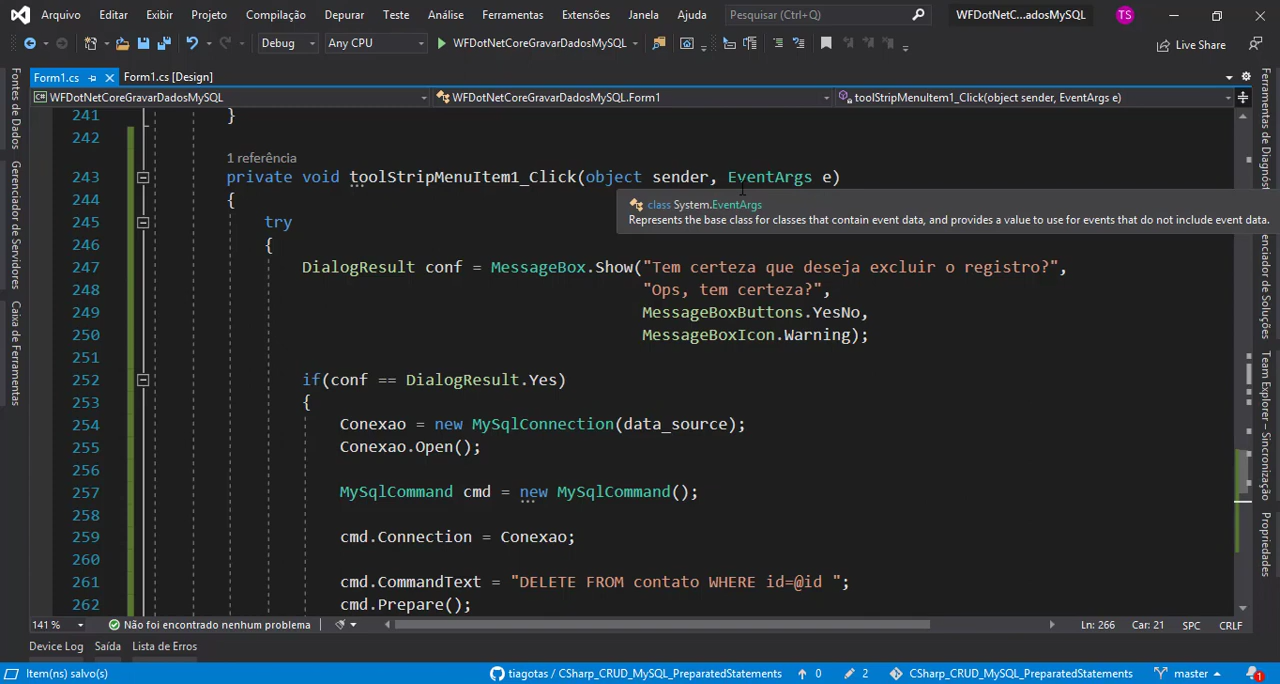 Arquivo Editar Exibir Projeto Compilação Depurar Teste Análise Ferramentas Extensões Janela Ajuda Pesquisar (Ctrl+Q) WFDotNetC...adosMySQL TS
Debug Any CPU WFDotNetCoreGravarDadosMySQL Live Share
Form1.cs Form1.cs [Design]
WFDotNetCoreGravarDadosMySQL WFDotNetCoreGravarDadosMySQL.Form1 toolStripMenuItem1_Click(object sender, EventArgs e)
Fontes de Dados
Gerenciador de Servidores
Caixa de Ferramentas
241 }
242
1 referência
243 private void toolStripMenuItem1_Click(object sender, EventArgs e)
244 {
class System.EventArgs
Represents the base class for classes that contain event data, and provides a value to use for events that do not include event data.
245 try
246 {
247 DialogResult conf = MessageBox.Show("Tem certeza que deseja excluir o registro?",
248 "Ops, tem certeza?",
249 MessageBoxButtons.YesNo,
250 MessageBoxIcon.Warning);
251
252 if(conf == DialogResult.Yes)
253 {
254 Conexao = new MySqlConnection(data_source);
255 Conexao.Open();
256
257 MySqlCommand cmd = new MySqlCommand();
258
259 cmd.Connection = Conexao;
260
261 cmd.CommandText = "DELETE FROM contato WHERE id=@id ";
262 cmd.Prepare();
Ferramentas de Diagnóst
enciador de Soluções
Team Explorer – Sincronização
Propriedades
141 % Não foi encontrado nenhum problema Ln: 266 Car: 21 SPC CRLF
Device Log Saída Lista de Erros
Item(ns) salvo(s) tiagotas / CSharp_CRUD_MySQL_PreparatedStatements 0 2 CSharp_CRUD_MySQL_PreparatedStatements master 1